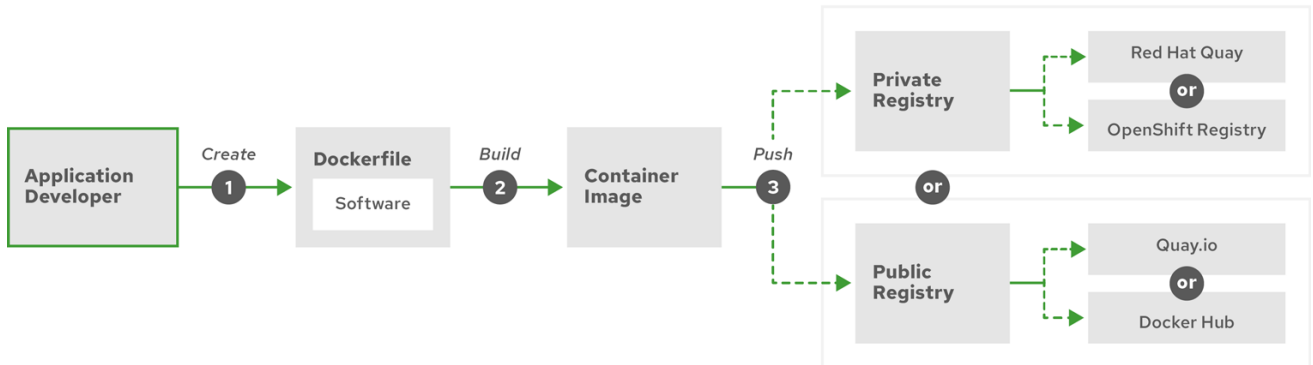 Application
Developer
Create
1
Dockerfile
Software
Build
2
Container
Image
Push
3
Private
Registry
Red Hat Quay
or
OpenShift Registry
or
Public
Registry
Quay.io
or
Docker Hub